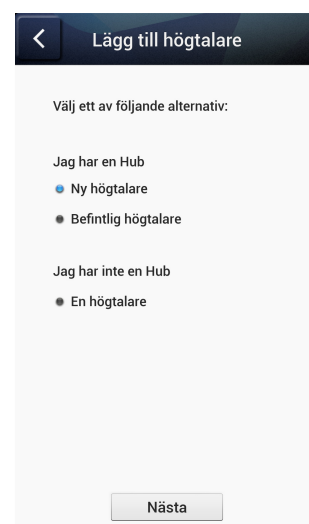 Lägg till högtalare
Välj ett av följande alternativ:
Jag har en Hub
Ny högtalare
Befintlig högtalare
Jag har inte en Hub
En högtalare
Nästa